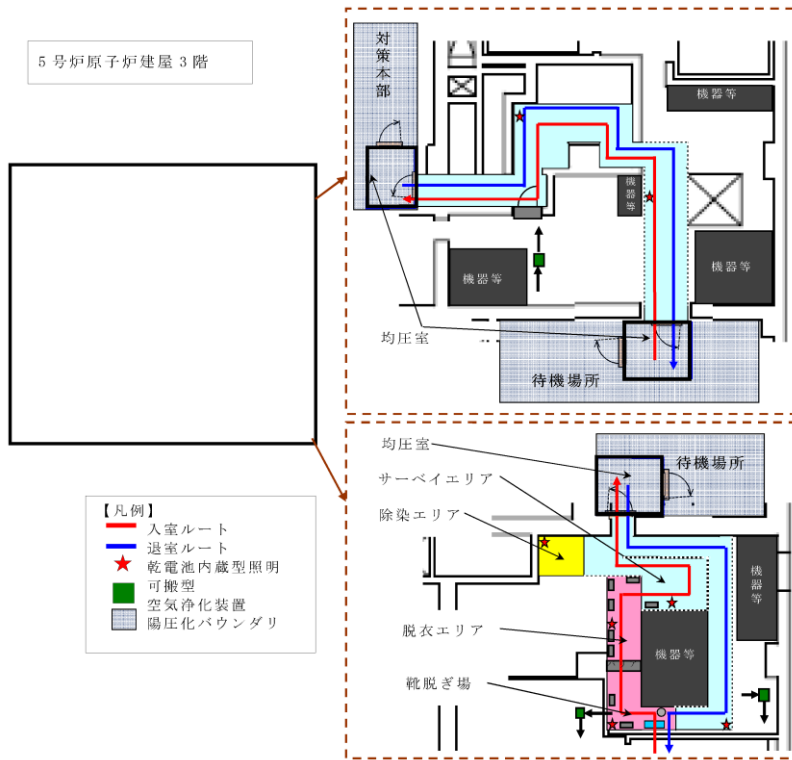 5号炉原子炉建屋3階
対策本部
機器等
機器等
機器等
機器等
均圧室
待機場所
均圧室
サーベイエリア
除染エリア
待機場所
機器等
脱衣エリア
機器等
靴脱ぎ場
【凡例】
入室ルート
退室ルート
乾電池内蔵型照明
可搬型
空気浄化装置
陽圧化バウンダリ